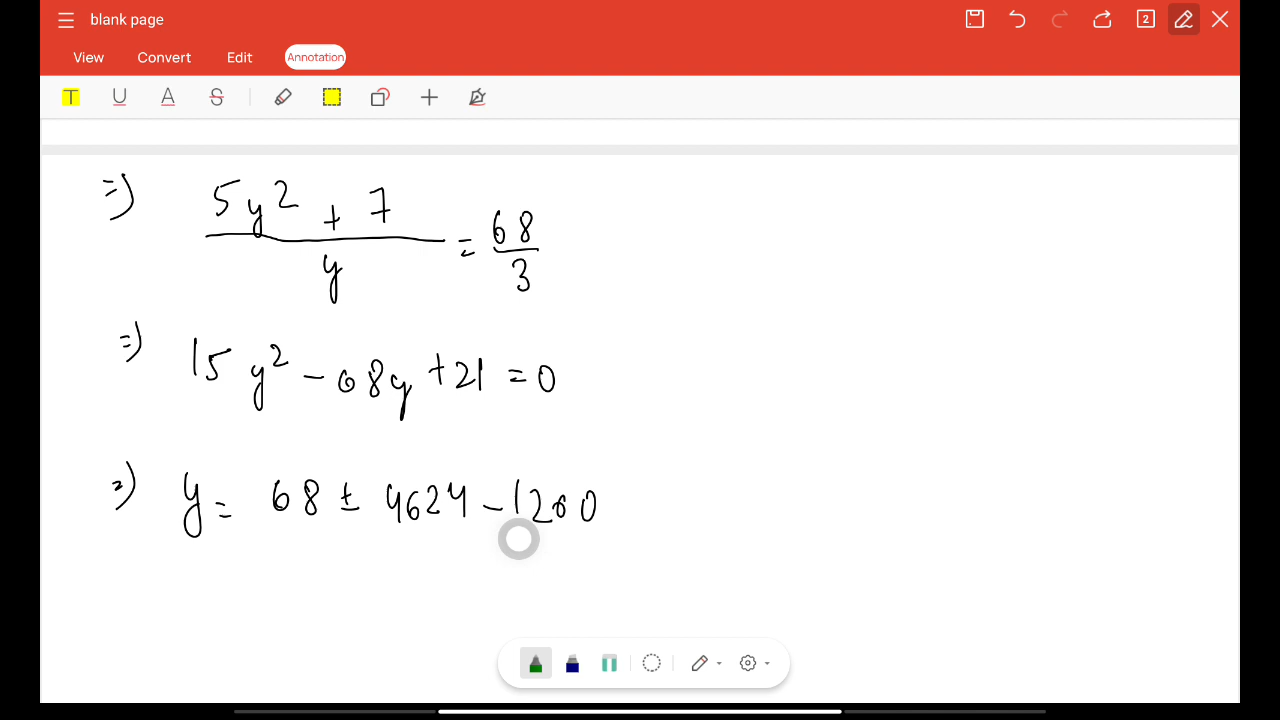 blank page
2
View Convert Edit Annotation
T U A S
=) (5y² + 7)/y = 68/3
=) 15y² - 68y + 21 = 0
=) y = 68 ± 4624 - 1260